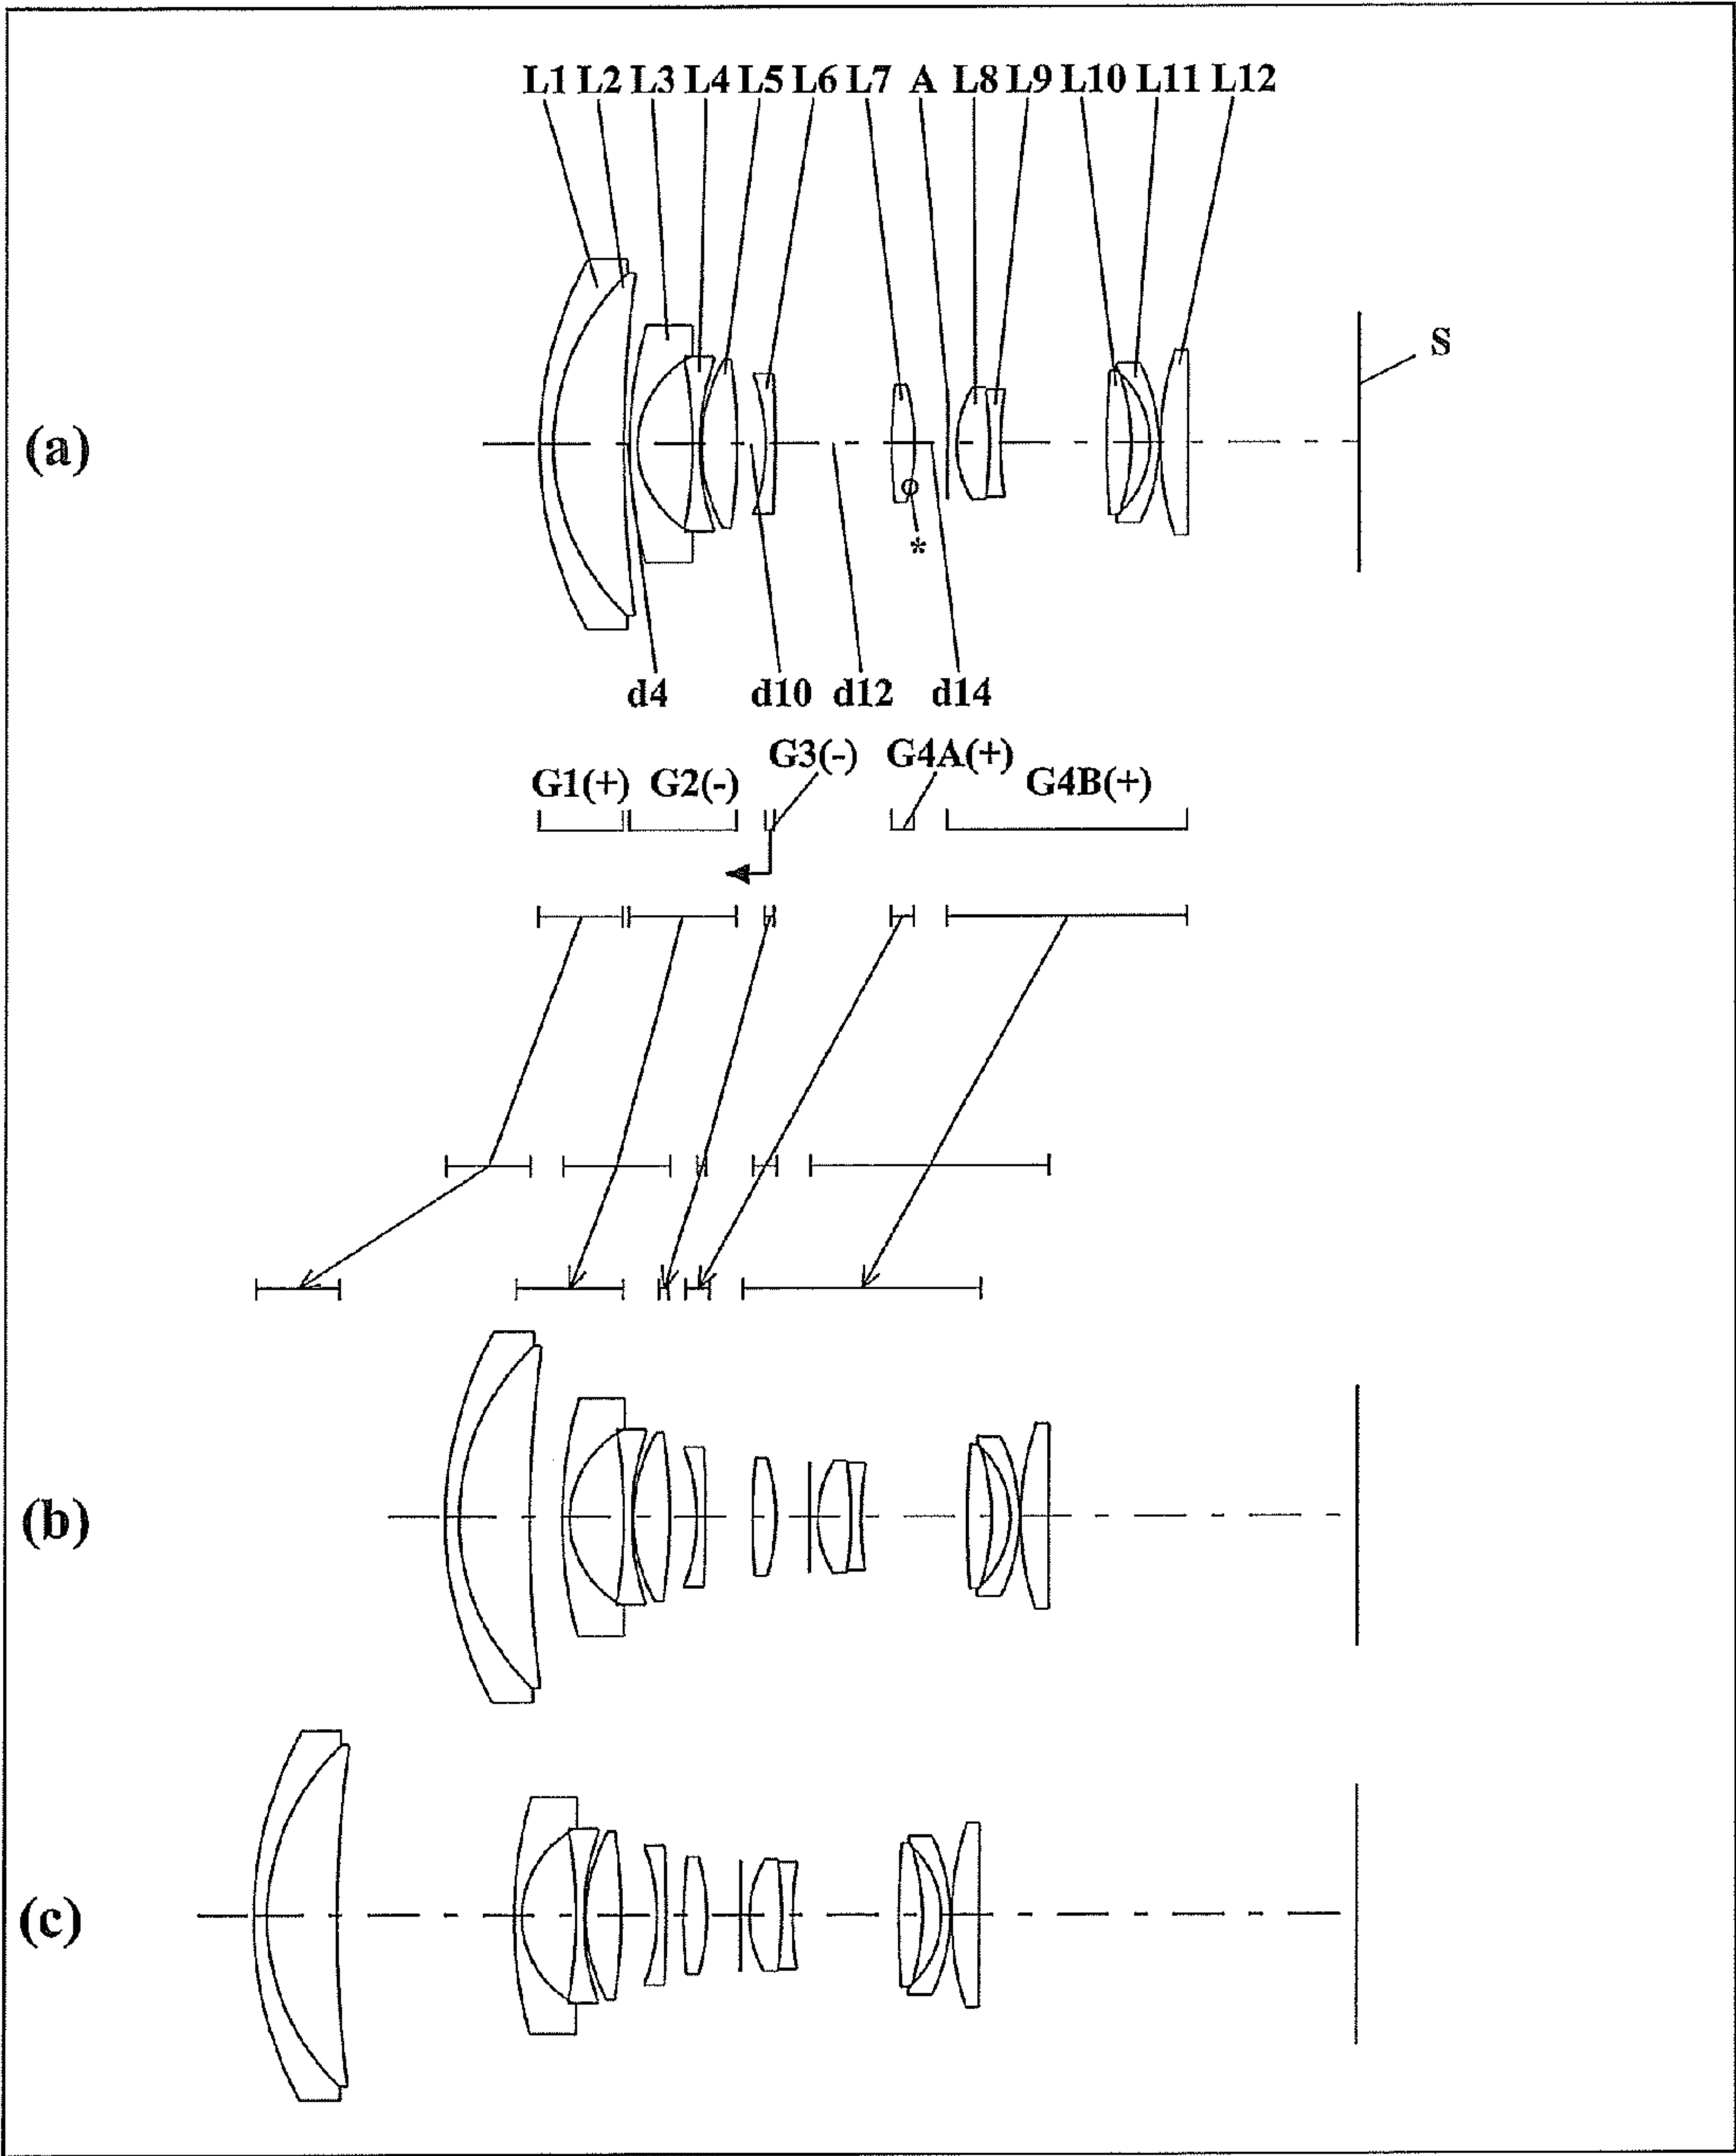 L1 L2 L3 L4 L5 L6 L7 A L8 L9 L10 L11 L12
S
(a)
*
d4 d10 d12 d14
G3(-) G4A(+)
G1(+) G2(-) G4B(+)
(b)
(c)